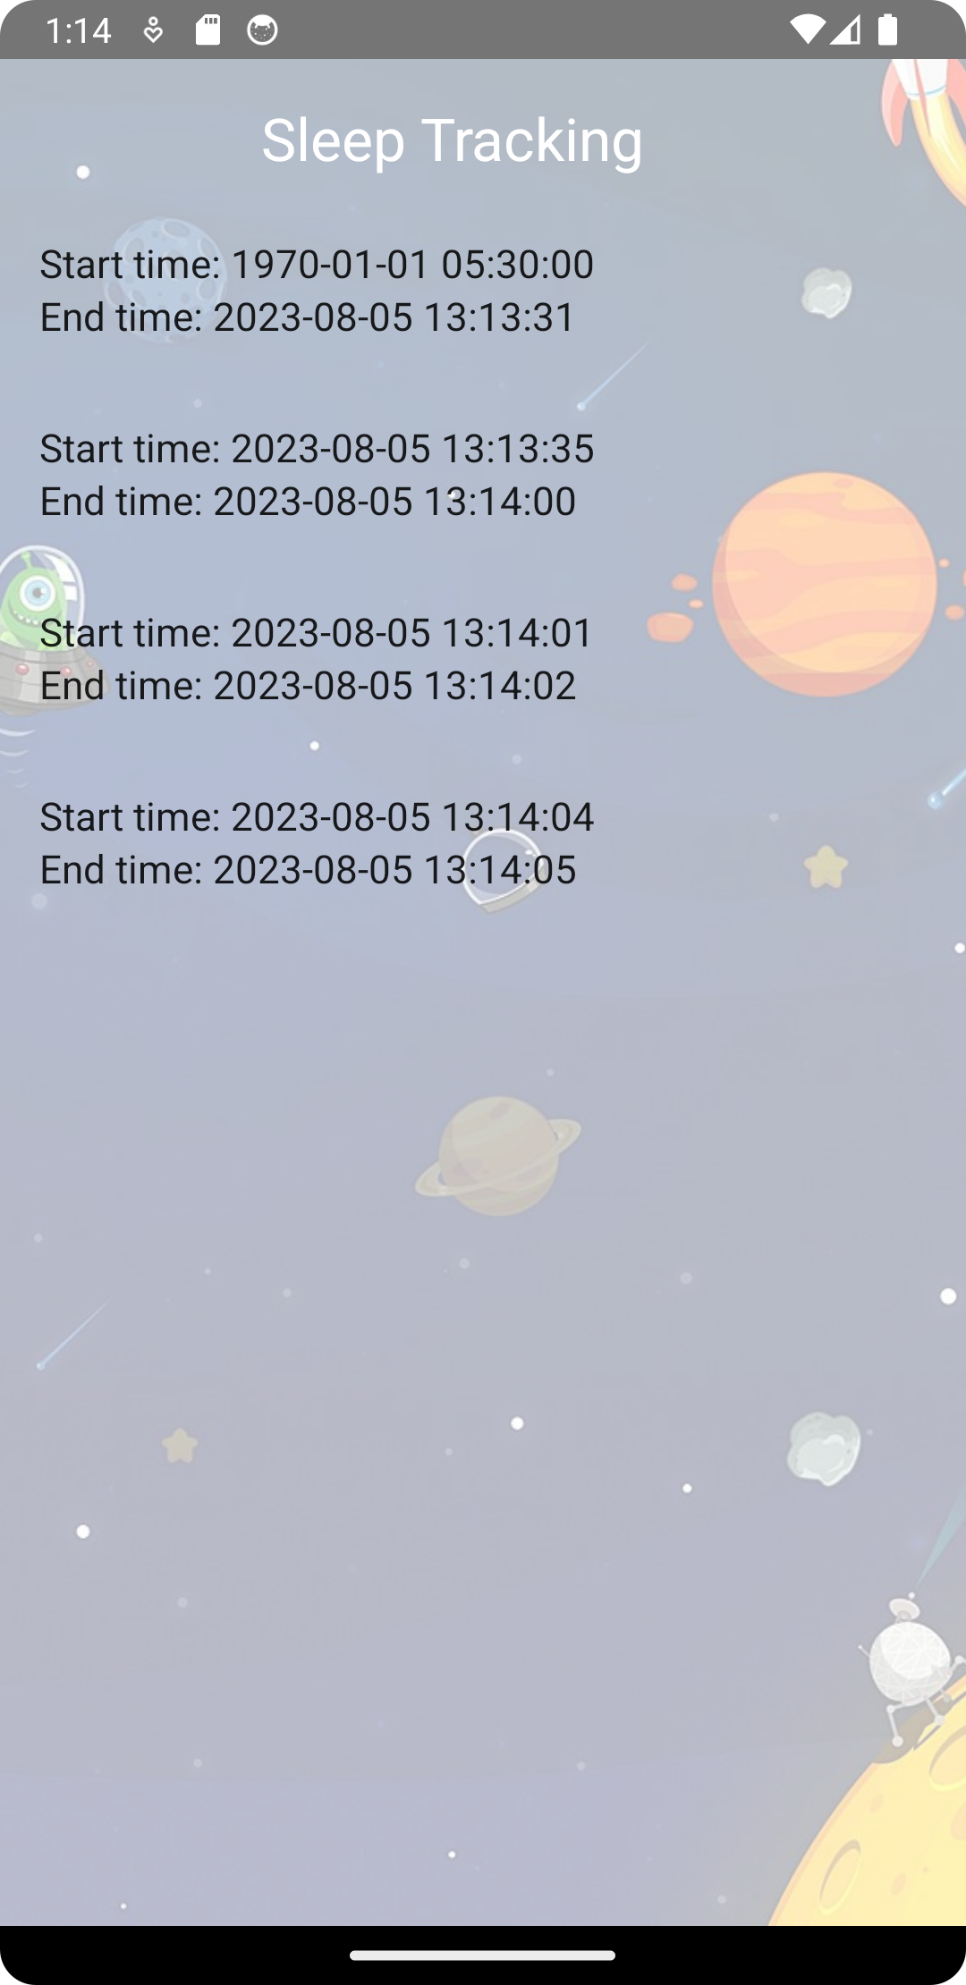 1:14
Sleep Tracking
Start time: 1970-01-01 05:30:00
End time: 2023-08-05 13:13:31
Start time: 2023-08-05 13:13:35
End time: 2023-08-05 13:14:00
Start time: 2023-08-05 13:14:01
End time: 2023-08-05 13:14:02
Start time: 2023-08-05 13:14:04
End time: 2023-08-05 13:14:05